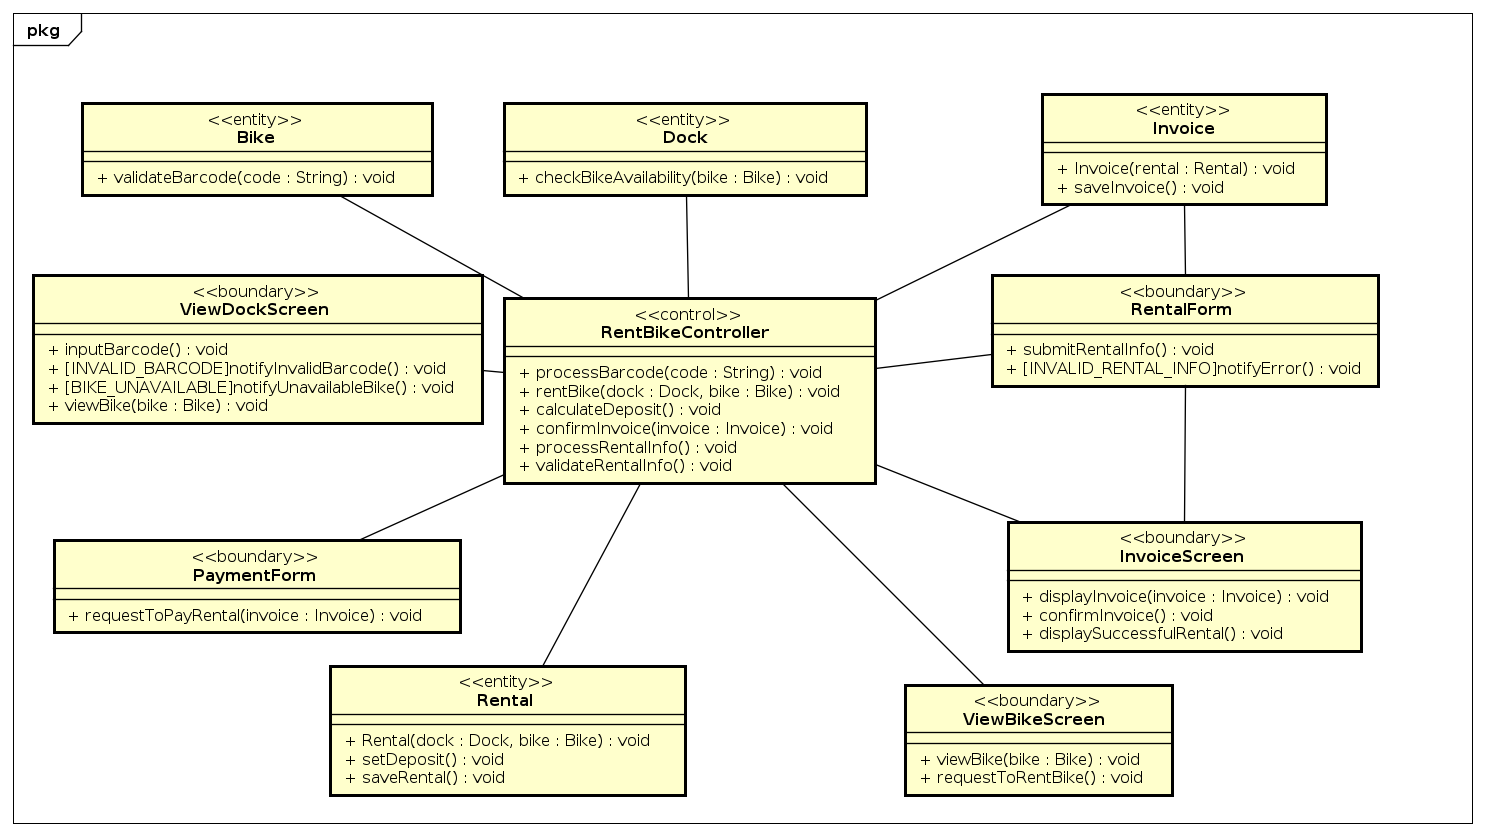 pkg
<<entity>>
Bike
+ validateBarcode(code : String) : void
<<entity>>
Dock
+ checkBikeAvailability(bike : Bike) : void
<<entity>>
Invoice
+ Invoice(rental : Rental) : void
+ saveInvoice() : void
<<boundary>>
ViewDockScreen
+ inputBarcode() : void
+ [INVALID_BARCODE]notifyInvalidBarcode() : void
+ [BIKE_UNAVAILABLE]notifyUnavailableBike() : void
+ viewBike(bike : Bike) : void
<<control>>
RentBikeController
+ processBarcode(code : String) : void
+ rentBike(dock : Dock, bike : Bike) : void
+ calculateDeposit() : void
+ confirmInvoice(invoice : Invoice) : void
+ processRentalInfo() : void
+ validateRentalInfo() : void
<<boundary>>
RentalForm
+ submitRentalInfo() : void
+ [INVALID_RENTAL_INFO]notifyError() : void
<<boundary>>
PaymentForm
+ requestToPayRental(invoice : Invoice) : void
<<boundary>>
InvoiceScreen
+ displayInvoice(invoice : Invoice) : void
+ confirmInvoice() : void
+ displaySuccessfulRental() : void
<<entity>>
Rental
+ Rental(dock : Dock, bike : Bike) : void
+ setDeposit() : void
+ saveRental() : void
<<boundary>>
ViewBikeScreen
+ viewBike(bike : Bike) : void
+ requestToRentBike() : void